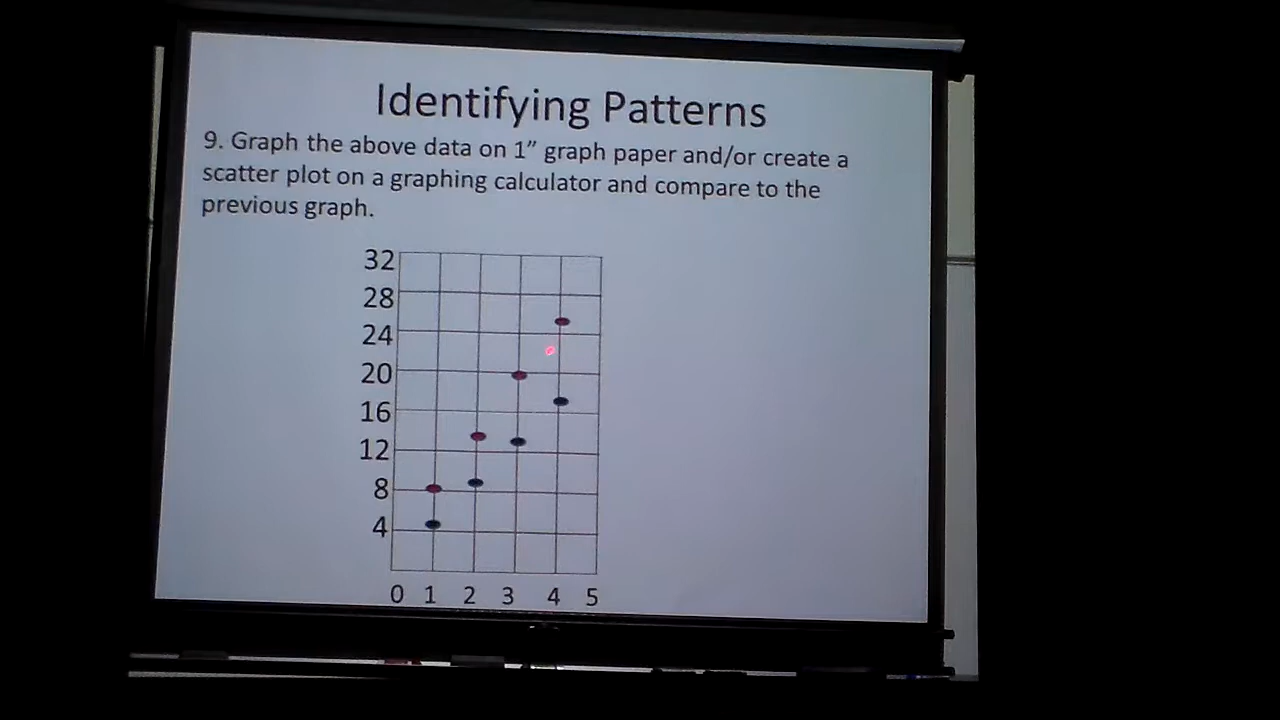 Identifying Patterns
9. Graph the above data on 1” graph paper and/or create a
scatter plot on a graphing calculator and compare to the
previous graph.
32
28
24
20
16
12
8
4
0 1 2 3 4 5